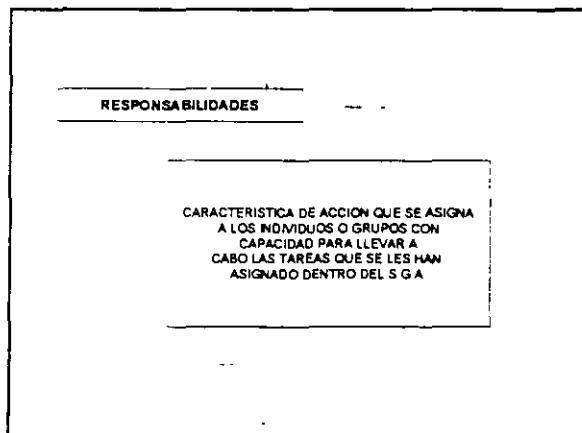 RESPONSABILIDADES
CARACTERISTICA DE ACCION QUE SE ASIGNA
A LOS INDIVIDUOS O GRUPOS CON
CAPACIDAD PARA LLEVAR A
CABO LAS TAREAS QUE SE LES HAN
ASIGNADO DENTRO DEL S G A